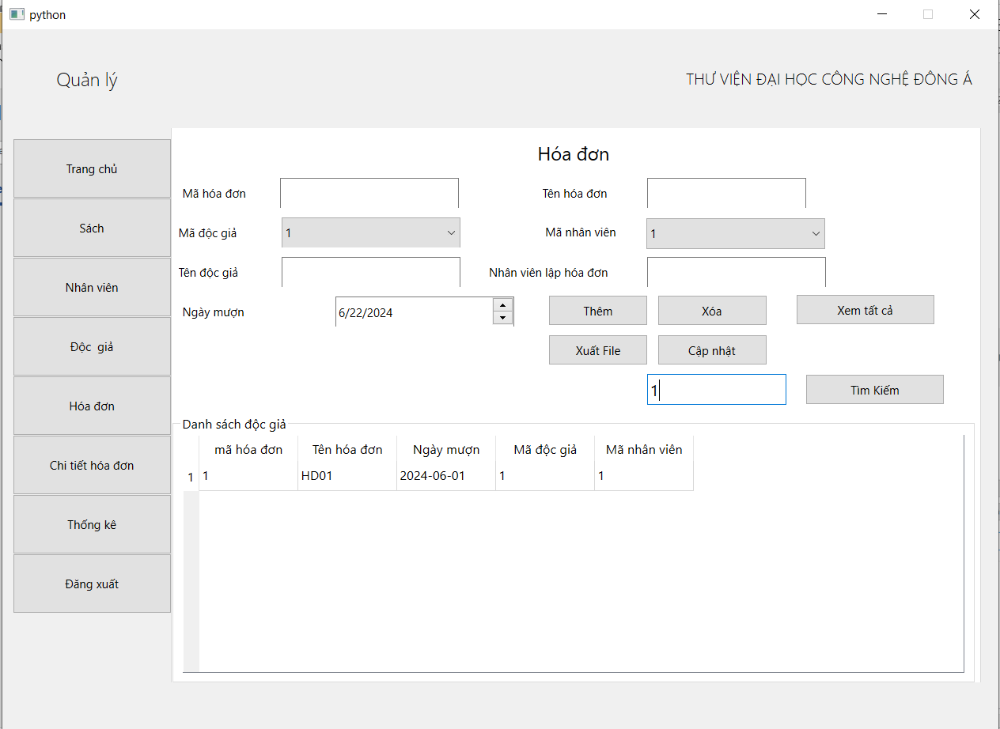 python
Quản lý
THƯ VIỆN ĐẠI HỌC CÔNG NGHỆ ĐÔNG Á
Trang chủ
Sách
Nhân viên
Độc  giả
Hóa đơn
Chi tiết hóa đơn
Thống kê
Đăng xuất
Hóa đơn
Mã hóa đơn
Tên hóa đơn
Mã độc giả 1
Mã nhân viên 1
Tên độc giả
Nhân viên lập hóa đơn
Ngày mượn 6/22/2024
Thêm Xóa Xem tất cả
Xuất File Cập nhật
1 Tìm Kiếm
Danh sách độc giả
mã hóa đơn Tên hóa đơn Ngày mượn Mã độc giả Mã nhân viên
1 1 HD01 2024-06-01 1 1